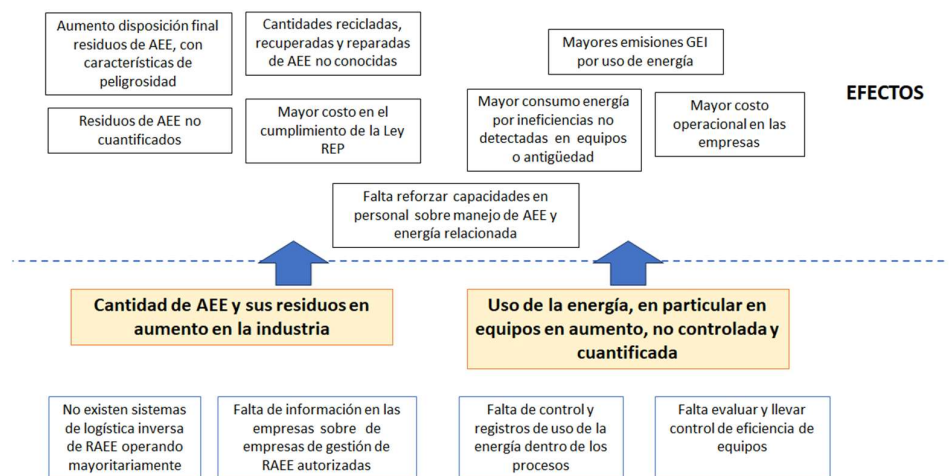 Aumento disposición final
residuos de AEE, con
características de
peligrosidad
Cantidades recicladas,
recuperadas y reparadas
de AEE no conocidas
Mayores emisiones GEI
por uso de energía
EFECTOS
Residuos de AEE no
cuantificados
Mayor costo en el
cumplimiento de la Ley
REP
Mayor consumo energía
por ineficiencias no
detectadas en equipos
o antigüedad
Mayor costo
operacional en las
empresas
Falta reforzar capacidades en
personal sobre manejo de AEE y
energía relacionada
Cantidad de AEE y sus residuos en
aumento en la industria
Uso de la energía, en particular en
equipos en aumento, no controlada y
cuantificada
No existen sistemas
de logística inversa
de RAEE operando
mayoritariamente
Falta de información en las
empresas sobre de
empresas de gestión de
RAEE autorizadas
Falta de control y
registros de uso de la
energía dentro de los
procesos
Falta evaluar y llevar
control de eficiencia de
equipos